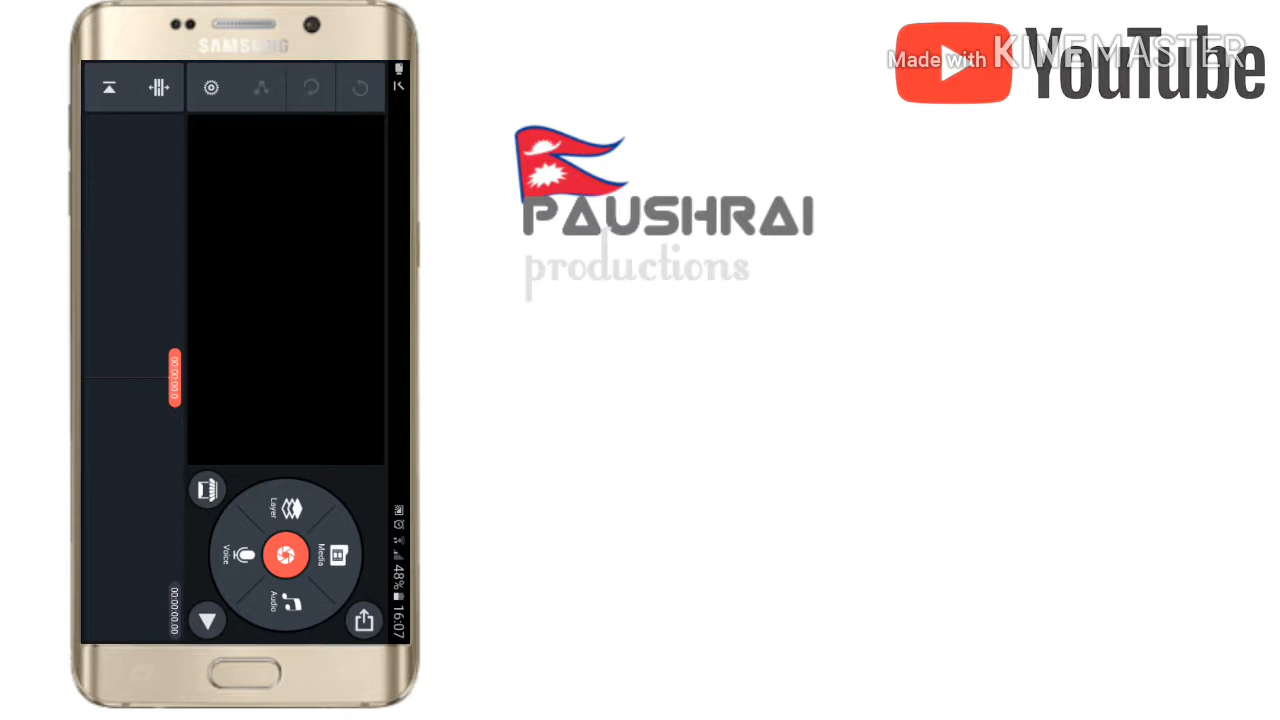 SAMSUNG
YouTube
Made with KINEMASTER
PAUSHRAI
productions
00:00:00.0
00:00:00.00
Layer
Media
Voice
Audio
48% 16:07